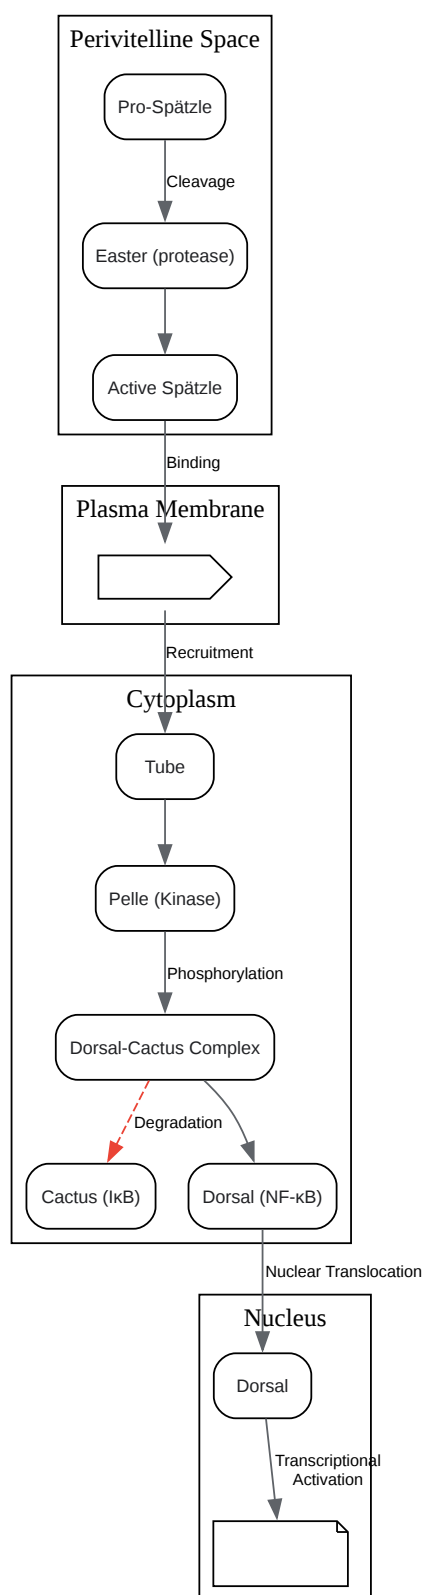 Perivitelline Space
Pro-Spätzle
Cleavage
Easter (protease)
Active Spätzle
Binding
Plasma Membrane
Recruitment
Cytoplasm
Tube
Pelle (Kinase)
Phosphorylation
Dorsal-Cactus Complex
Degradation
Cactus (IκB)
Dorsal (NF-κB)
Nuclear Translocation
Nucleus
Dorsal
Transcriptional
Activation